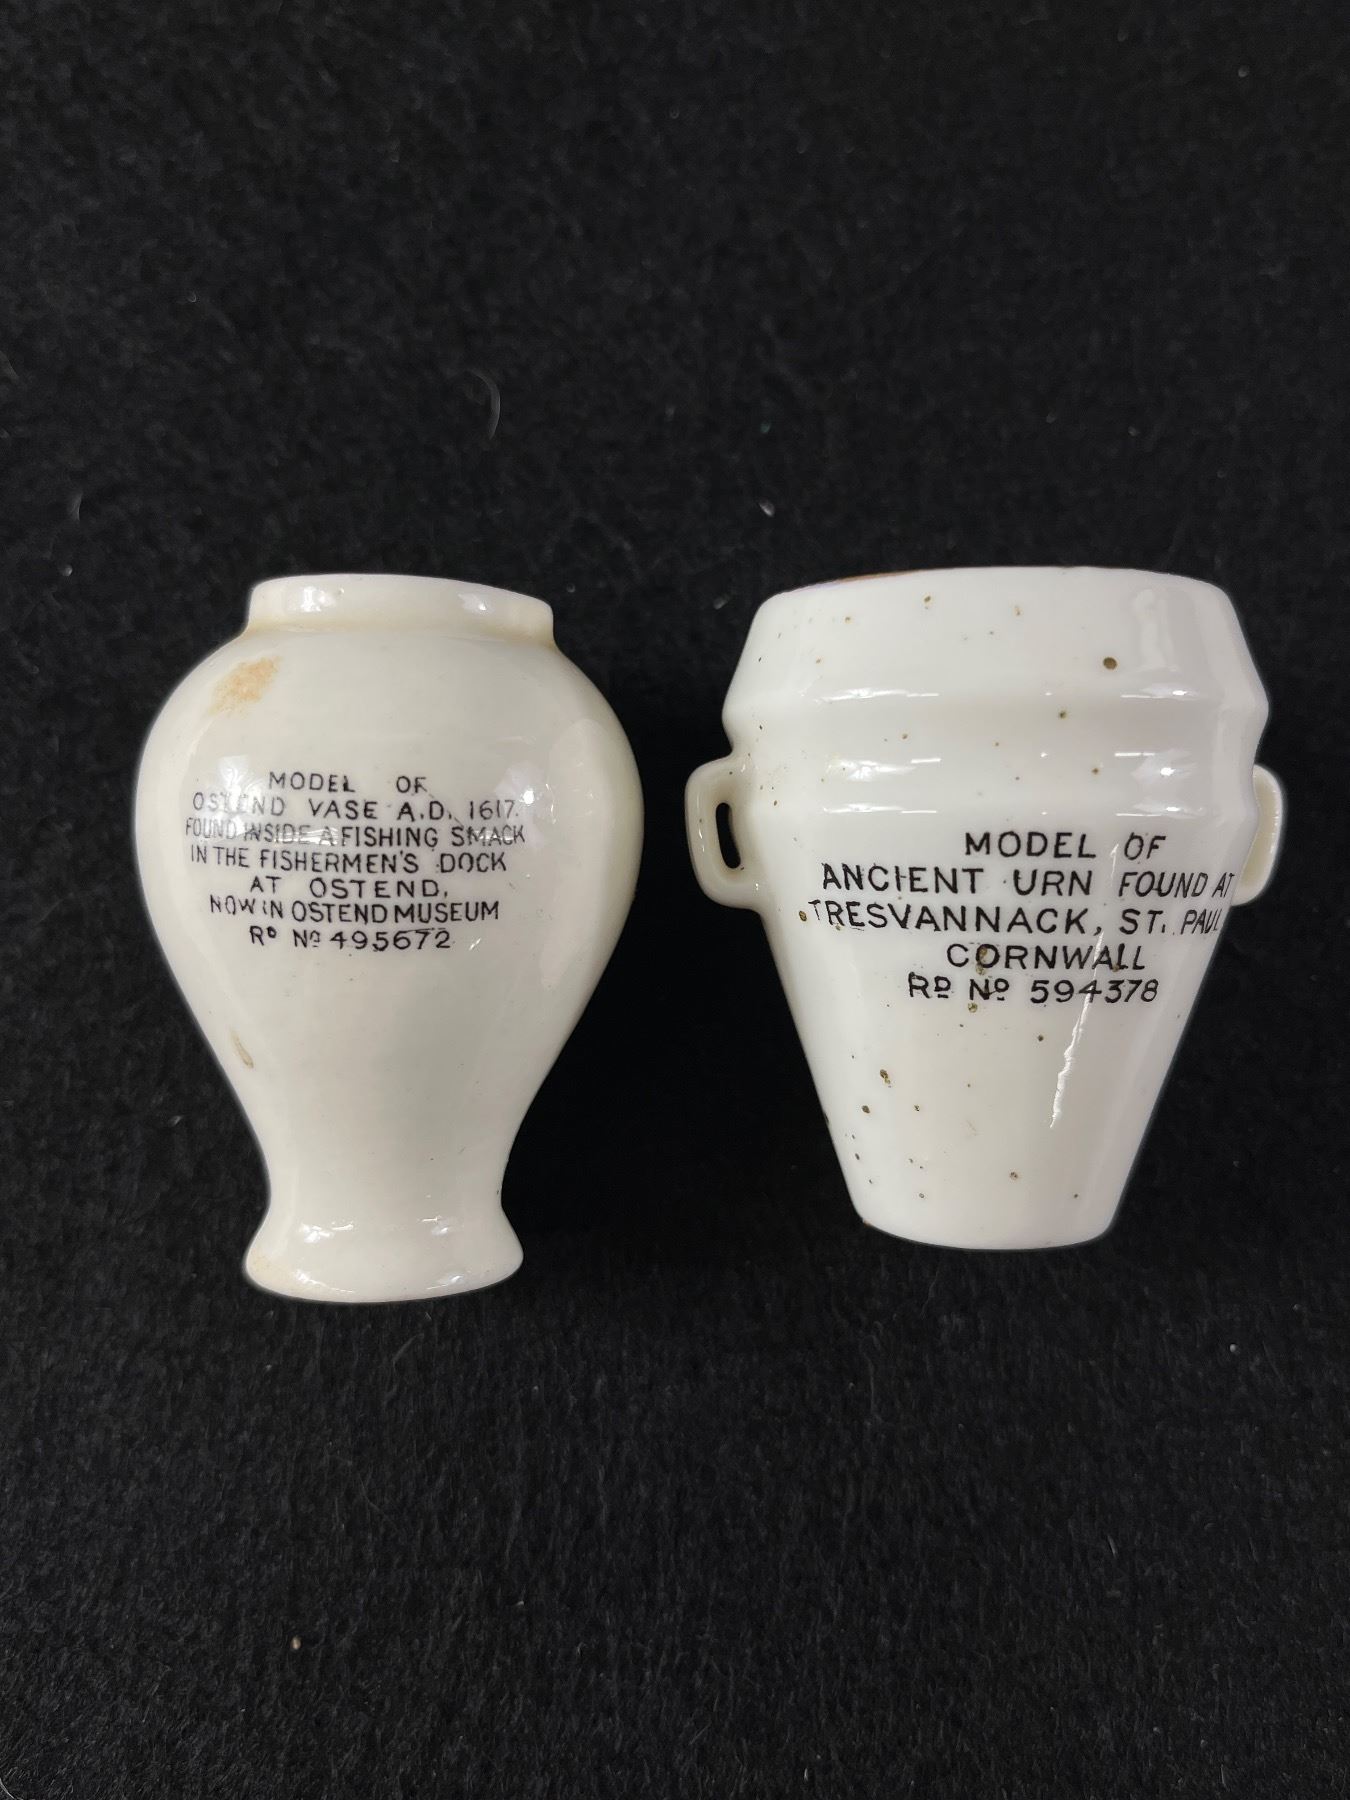 MODEL OF
OSTEND VASE A.D. 1617.
FOUND INSIDE A FISHING SMACK
IN THE FISHERMEN'S DOCK
AT OSTEND,
NOW IN OSTEND MUSEUM
Rᴰ Nº 495672
MODEL OF
ANCIENT URN FOUND AT
TRESVANNACK, ST. PAUL
CORNWALL
Rᴰ Nº 594378